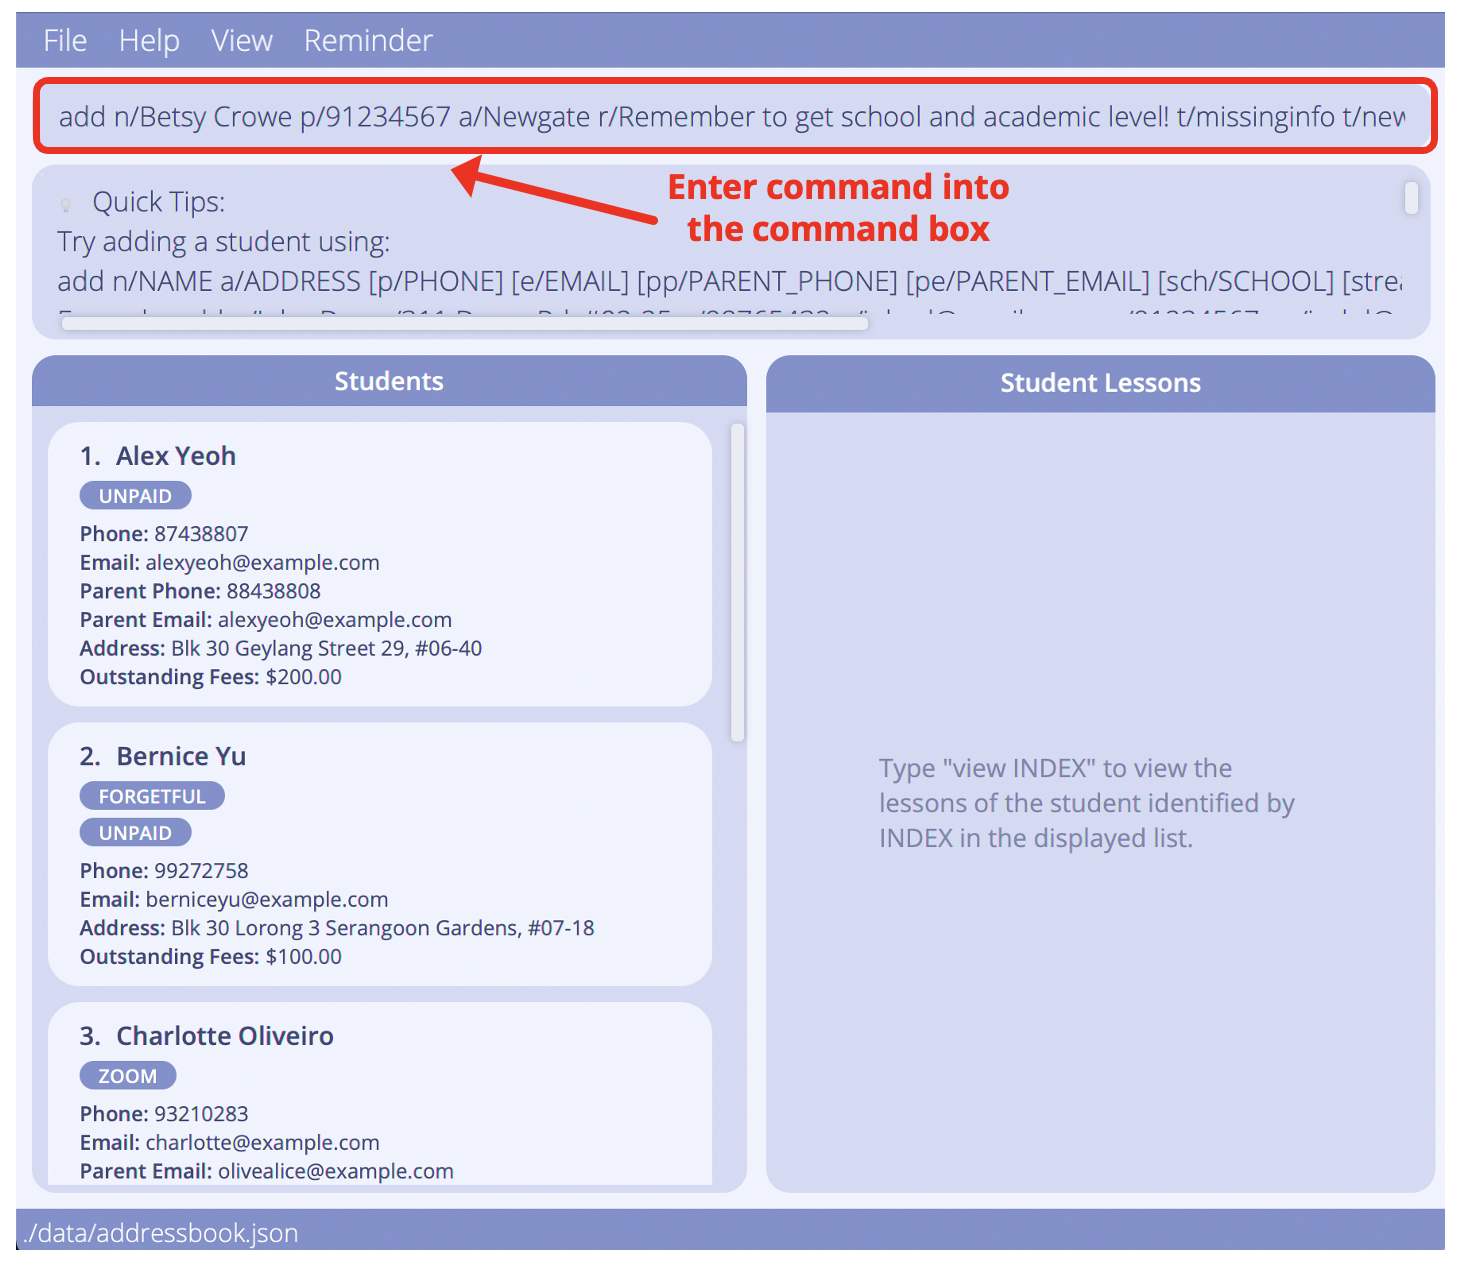 File Help View Reminder
add n/Betsy Crowe p/91234567 a/Newgate r/Remember to get school and academic level! t/missinginfo t/new
Enter command into
the command box
Quick Tips:
Try adding a student using:
add n/NAME a/ADDRESS [p/PHONE] [e/EMAIL] [pp/PARENT_PHONE] [pe/PARENT_EMAIL] [sch/SCHOOL] [strea
Students
1. Alex Yeoh
UNPAID
Phone: 87438807
Email: alexyeoh@example.com
Parent Phone: 88438808
Parent Email: alexyeoh@example.com
Address: Blk 30 Geylang Street 29, #06-40
Outstanding Fees: $200.00
2. Bernice Yu
FORGETFUL
UNPAID
Phone: 99272758
Email: berniceyu@example.com
Address: Blk 30 Lorong 3 Serangoon Gardens, #07-18
Outstanding Fees: $100.00
3. Charlotte Oliveiro
ZOOM
Phone: 93210283
Email: charlotte@example.com
Parent Email: olivealice@example.com
Student Lessons
Type "view INDEX" to view the
lessons of the student identified by
INDEX in the displayed list.
./data/addressbook.json